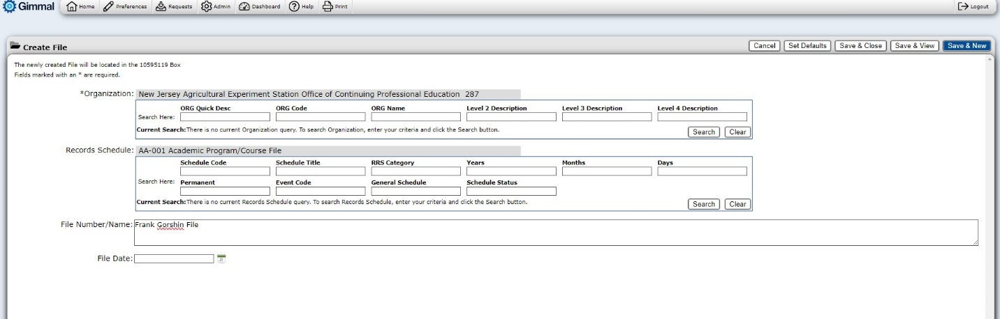 Gimmal Home Preferences Requests Admin Dashboard Help Print Logout
Create File Cancel Set Defaults Save & Close Save & View Save & New
The newly created File will be located in the 10595119 Box
Fields marked with an * are required.
*Organization: New Jersey Agricultural Experiment Station Office of Continuing Professional Education 287
ORG Quick Desc ORG Code ORG Name Level 2 Description Level 3 Description Level 4 Description
Search Here:
Current Search:There is no current Organization query. To search Organization, enter your criteria and click the Search button.
Search Clear
Records Schedule: AA-001 Academic Program/Course File
Schedule Code Schedule Title RRS Category Years Months Days
Search Here: Permanent Event Code General Schedule Schedule Status
Current Search:There is no current Records Schedule query. To search Records Schedule, enter your criteria and click the Search button.
Search Clear
File Number/Name: Frank Gorshin File
File Date: